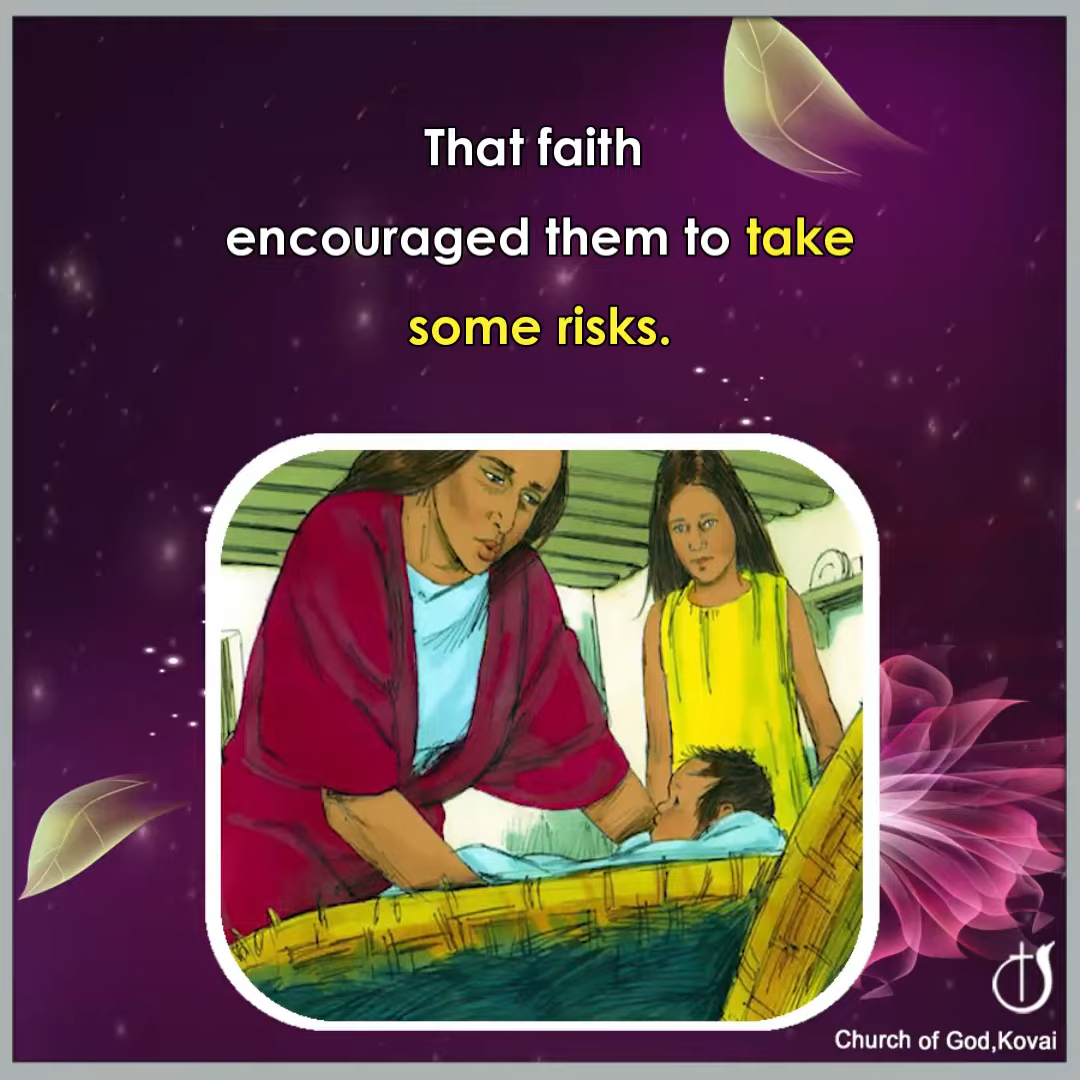 That faith
encouraged them to take
some risks.
Church of God,Kovai